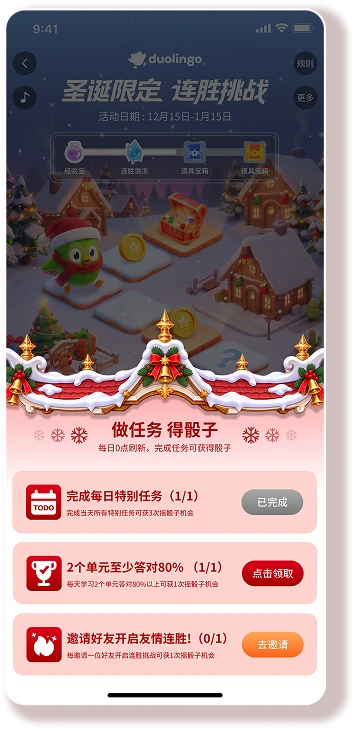 9:41
duolingo
规则
圣诞限定 连胜挑战
更多
活动日期：12月15日-1月15日
经验宝
连胜激冻
道具宝箱
道具宝箱
做任务 得骰子
每日0点刷新，完成任务可获得骰子
TODO
完成每日特别任务（1/1）
完成当天所有特别任务可获3次摇骰子机会
已完成
2个单元至少答对80% （1/1）
每天学习2个单元答对80%以上可获1次摇骰子机会
点击领取
邀请好友开启友情连胜!（0/1）
每邀请一位好友开启连胜挑战可获1次摇骰子机会
去邀请